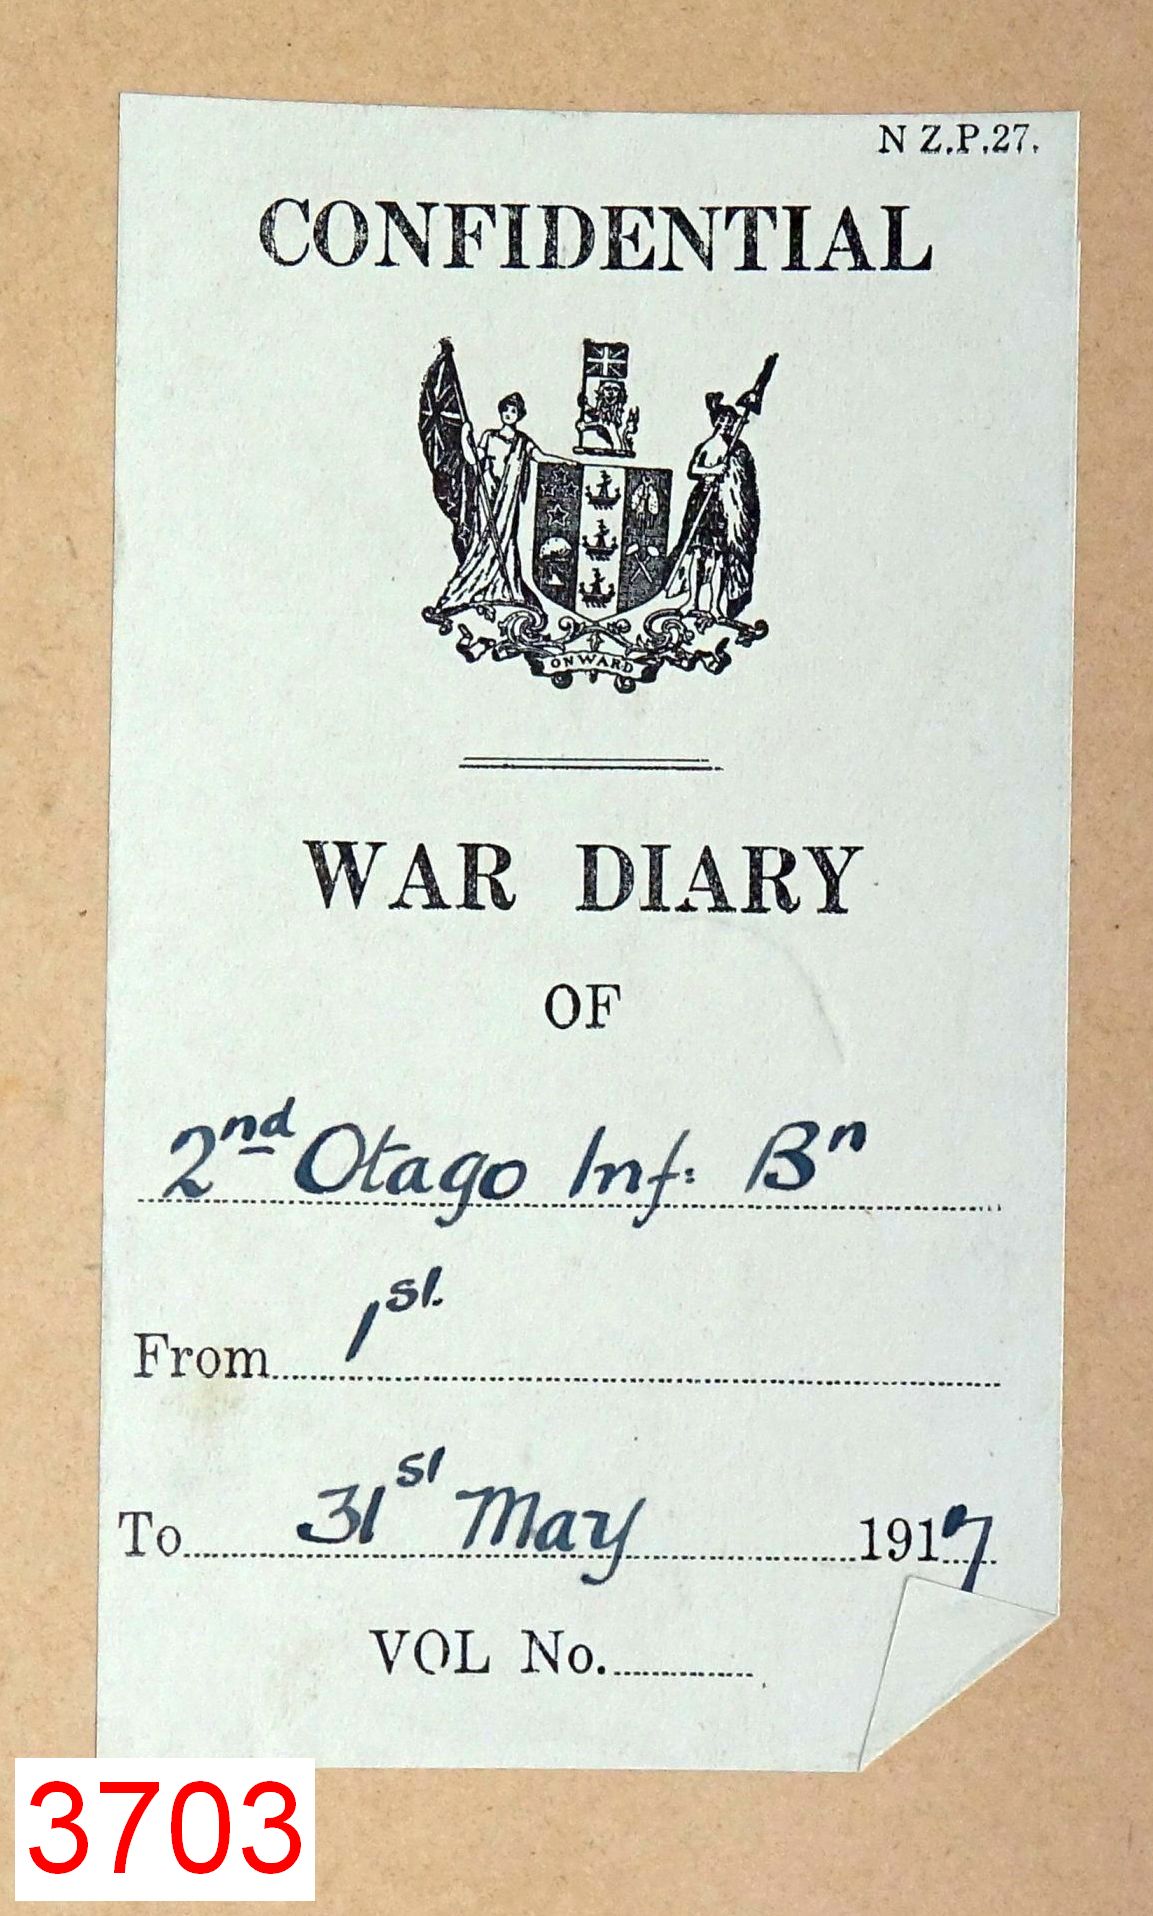 N Z.P.27.
CONFIDENTIAL
ONWARD
WAR DIARY
OF
2nd Otago Inf: Bn
From 1st.
To 31st May 1917
VOL No.
3703